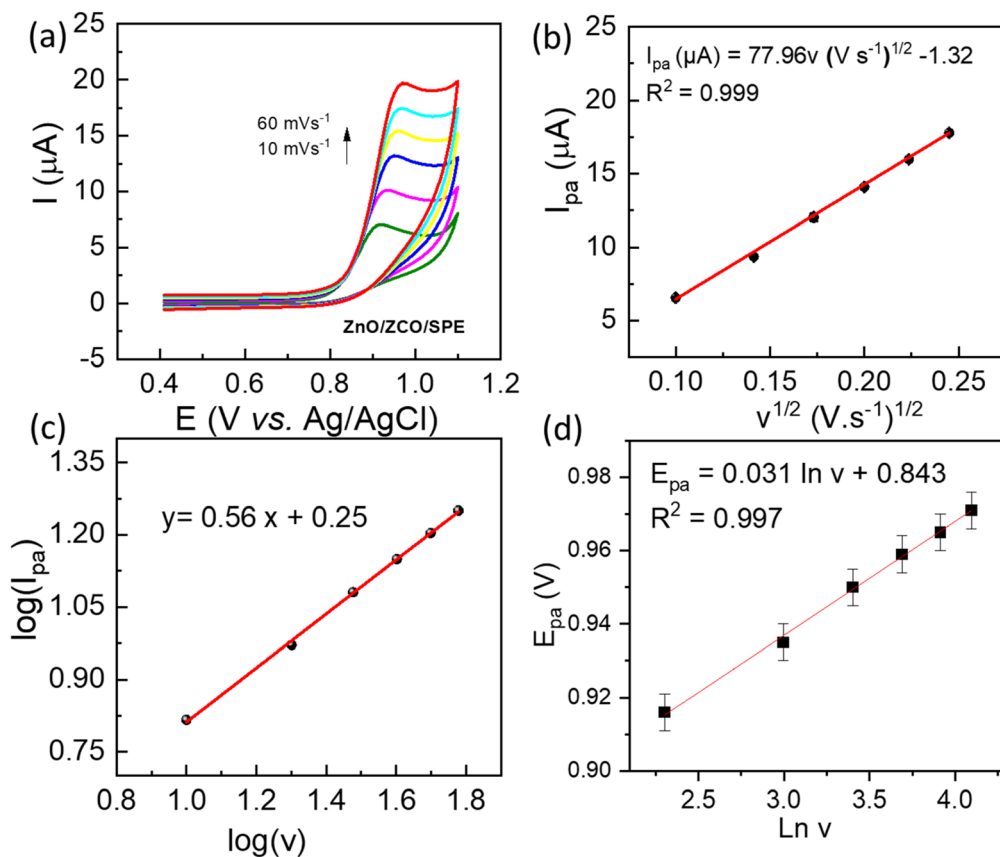 (a)
25
20
15
10
5
0
-5
I (µA)
60 mVs-1
10 mVs-1
ZnO/ZCO/SPE
0.4 0.6 0.8 1.0 1.2
E (V vs. Ag/AgCl)
(b)
Ipa (µA) = 77.96v (V s-1)1/2 -1.32
R2 = 0.999
25
20
15
10
5
Ipa (µA)
0.10 0.15 0.20 0.25
v1/2 (V.s-1)1/2
(c)
1.35
1.20
1.05
0.90
0.75
log(Ipa)
y= 0.56 x + 0.25
0.8 1.0 1.2 1.4 1.6 1.8
log(v)
(d)
Epa = 0.031 ln v + 0.843
R2 = 0.997
0.98
0.96
0.94
0.92
0.90
Epa (V)
2.5 3.0 3.5 4.0
Ln v